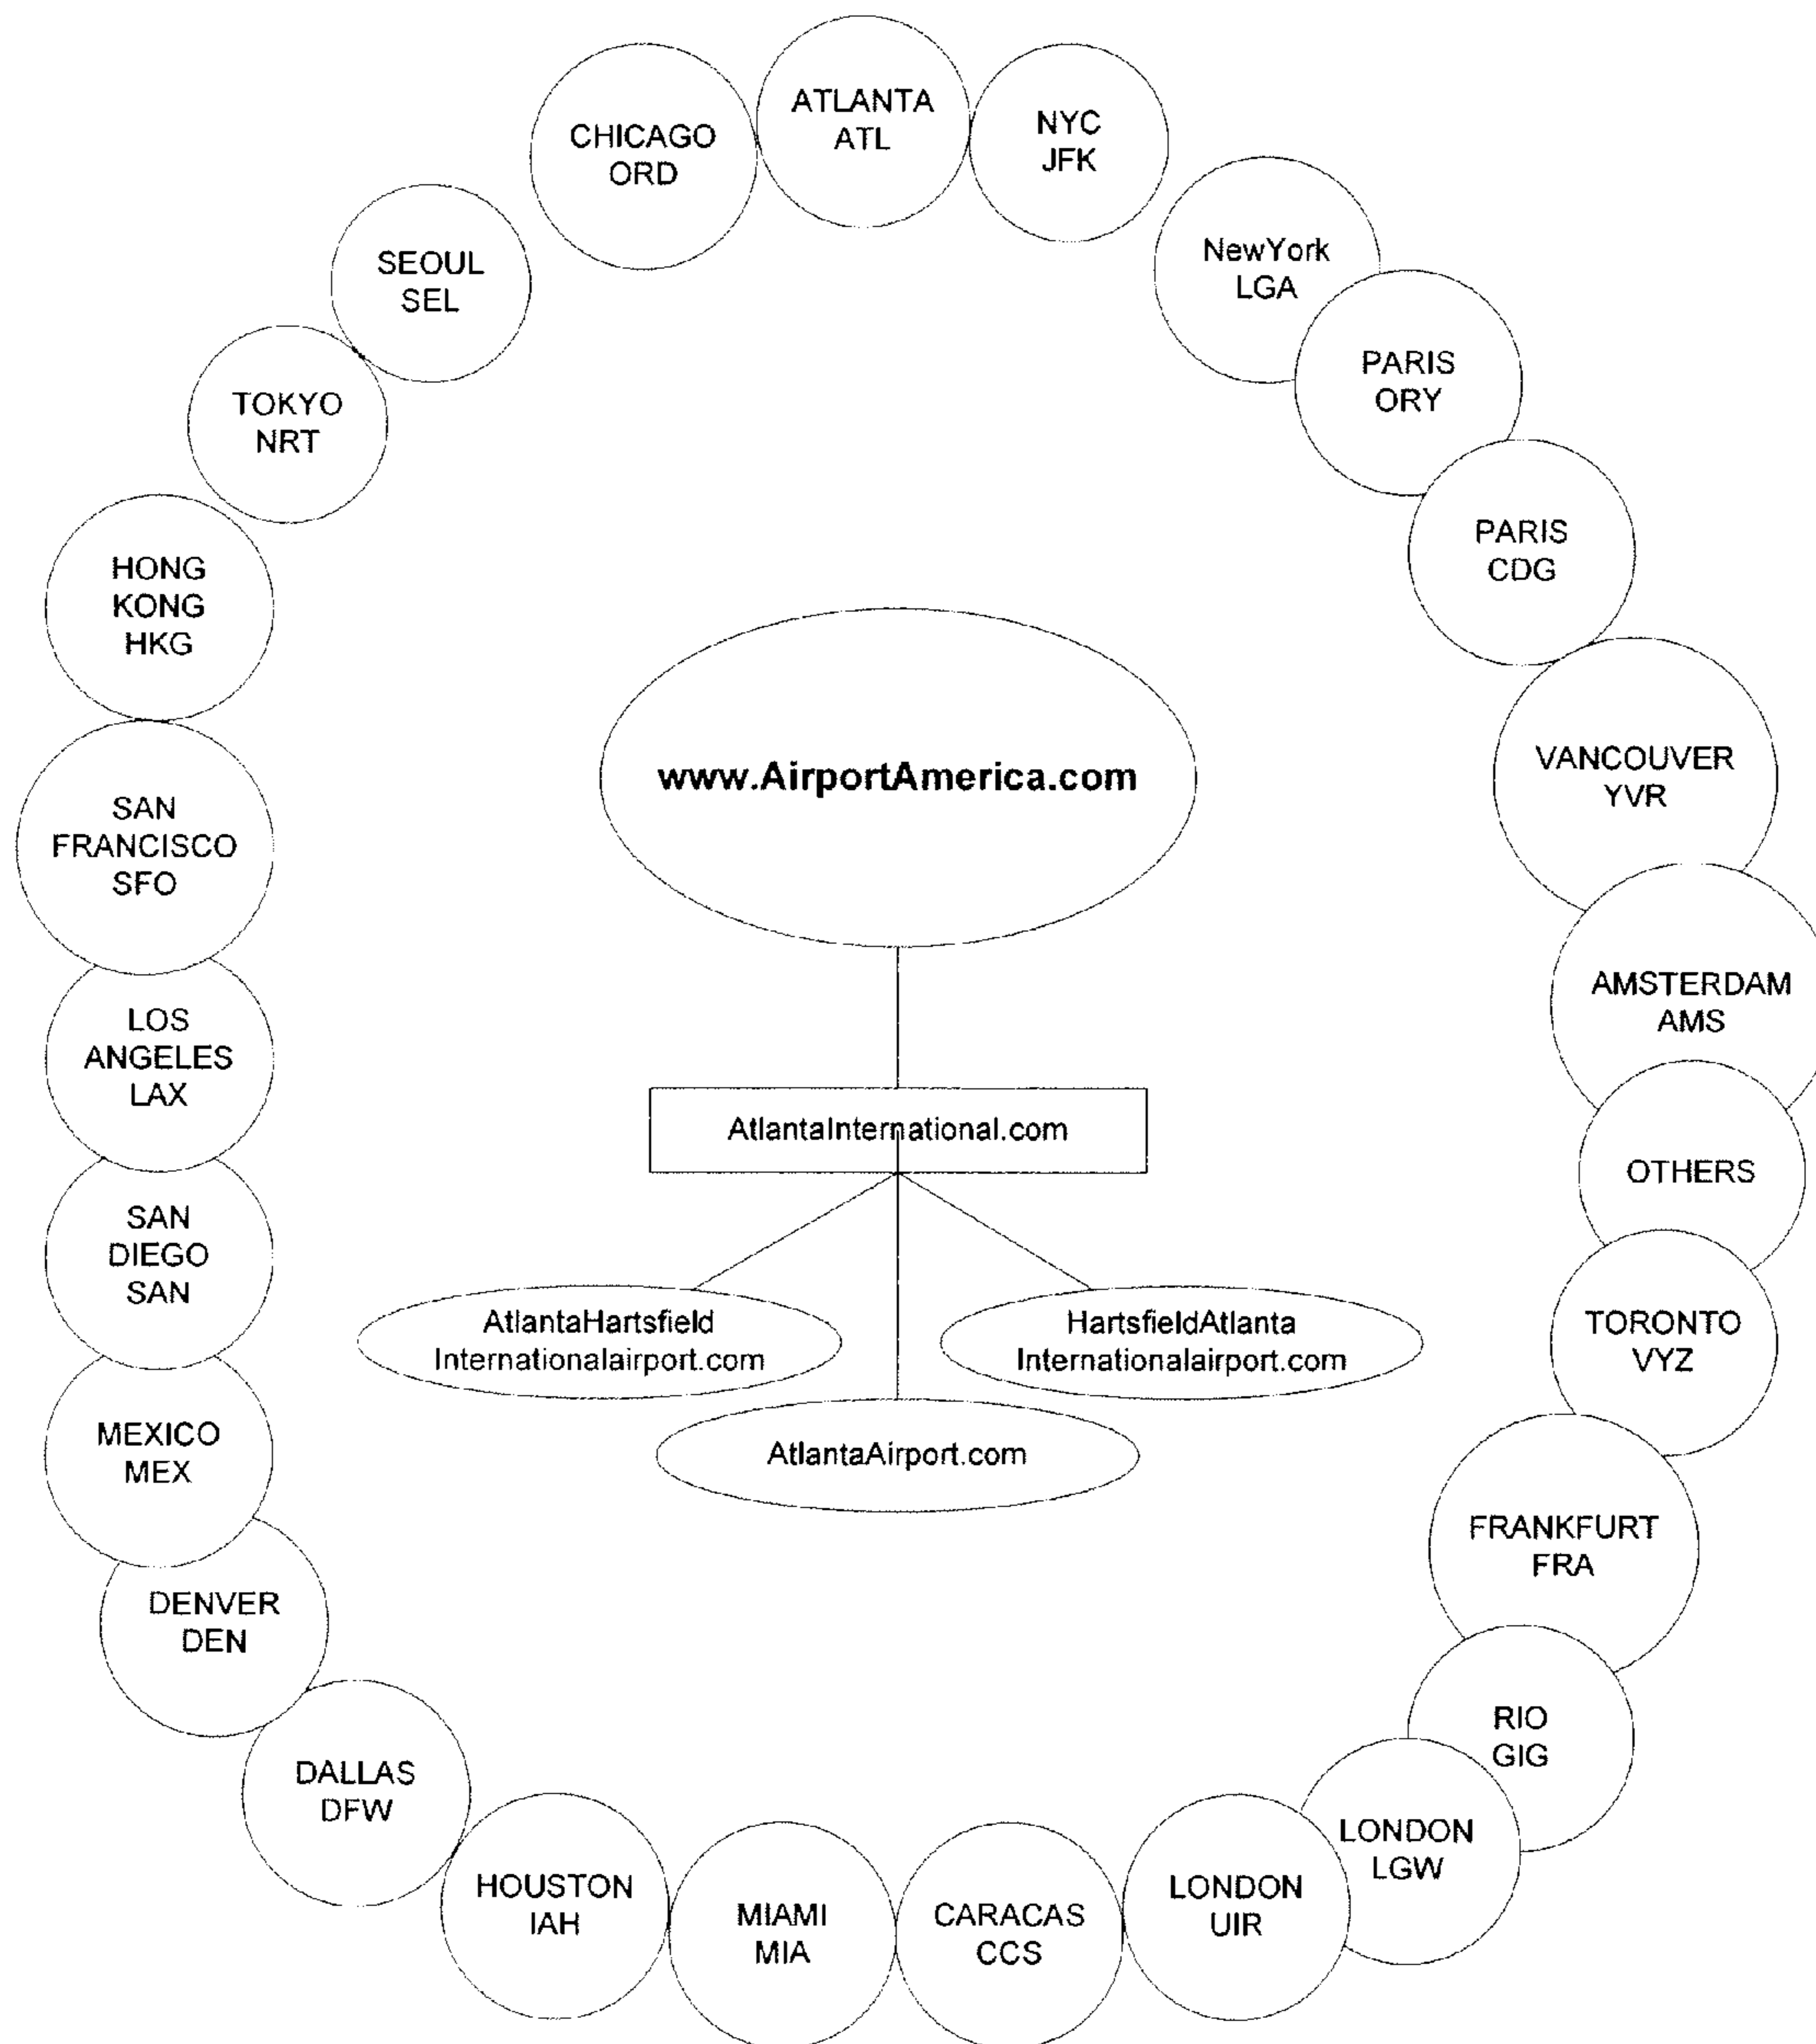 ATLANTA
ATL
NYC
JFK
NewYork
LGA
PARIS
ORY
PARIS
CDG
VANCOUVER
YVR
AMSTERDAM
AMS
OTHERS
TORONTO
VYZ
FRANKFURT
FRA
RIO
GIG
LONDON
LGW
LONDON
UIR
CARACAS
CCS
MIAMI
MIA
HOUSTON
IAH
DALLAS
DFW
DENVER
DEN
MEXICO
MEX
SAN
DIEGO
SAN
LOS
ANGELES
LAX
SAN
FRANCISCO
SFO
HONG
KONG
HKG
TOKYO
NRT
SEOUL
SEL
CHICAGO
ORD
www.AirportAmerica.com
AtlantaInternational.com
AtlantaHartsfield
Internationalairport.com
HartsfieldAtlanta
Internationalairport.com
AtlantaAirport.com